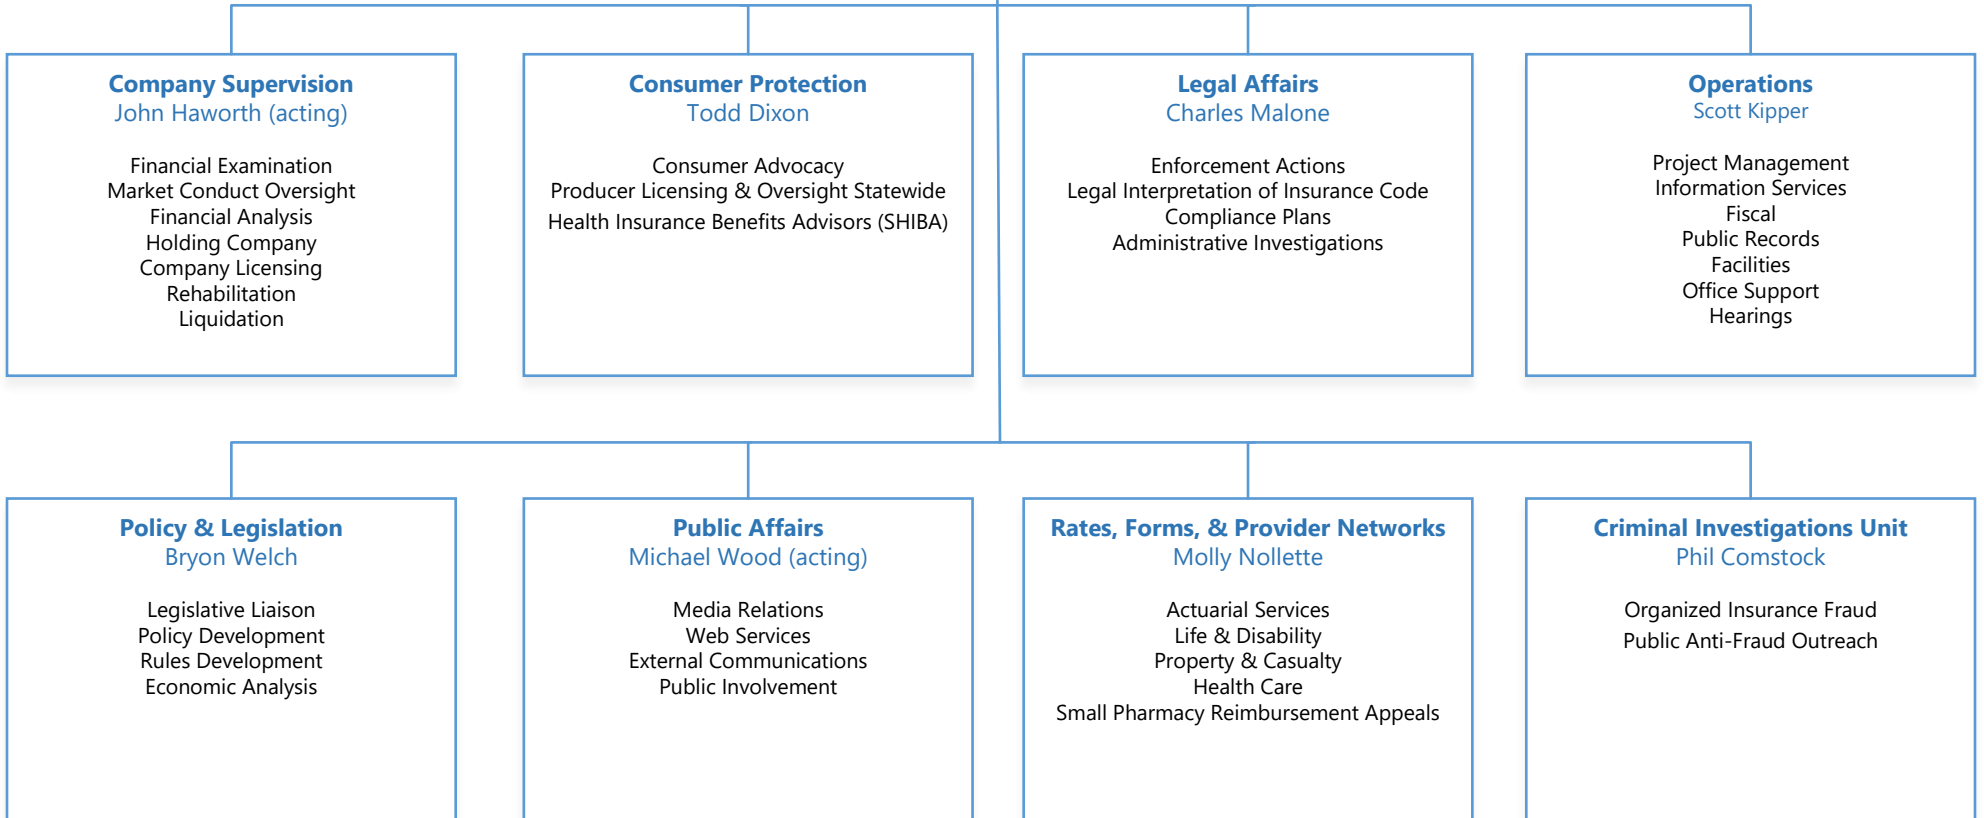 Company Supervision
John Haworth (acting)
Financial Examination
Market Conduct Oversight
Financial Analysis
Holding Company
Company Licensing
Rehabilitation
Liquidation
Consumer Protection
Todd Dixon
Consumer Advocacy
Producer Licensing & Oversight Statewide
Health Insurance Benefits Advisors (SHIBA)
Legal Affairs
Charles Malone
Enforcement Actions
Legal Interpretation of Insurance Code
Compliance Plans
Administrative Investigations
Operations
Scott Kipper
Project Management
Information Services
Fiscal
Public Records
Facilities
Office Support
Hearings
Policy & Legislation
Bryon Welch
Legislative Liaison
Policy Development
Rules Development
Economic Analysis
Public Affairs
Michael Wood (acting)
Media Relations
Web Services
External Communications
Public Involvement
Rates, Forms, & Provider Networks
Molly Nollette
Actuarial Services
Life & Disability
Property & Casualty
Health Care
Small Pharmacy Reimbursement Appeals
Criminal Investigations Unit
Phil Comstock
Organized Insurance Fraud
Public Anti-Fraud Outreach